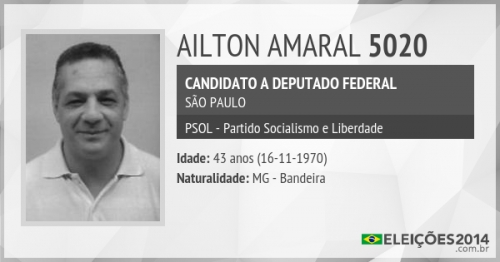 AILTON AMARAL 5020
CANDIDATO A DEPUTADO FEDERAL
SÃO PAULO
PSOL - Partido Socialismo e Liberdade
Idade: 43 anos (16-11-1970)
Naturalidade: MG - Bandeira
ELEIÇÕES2014
.com.br